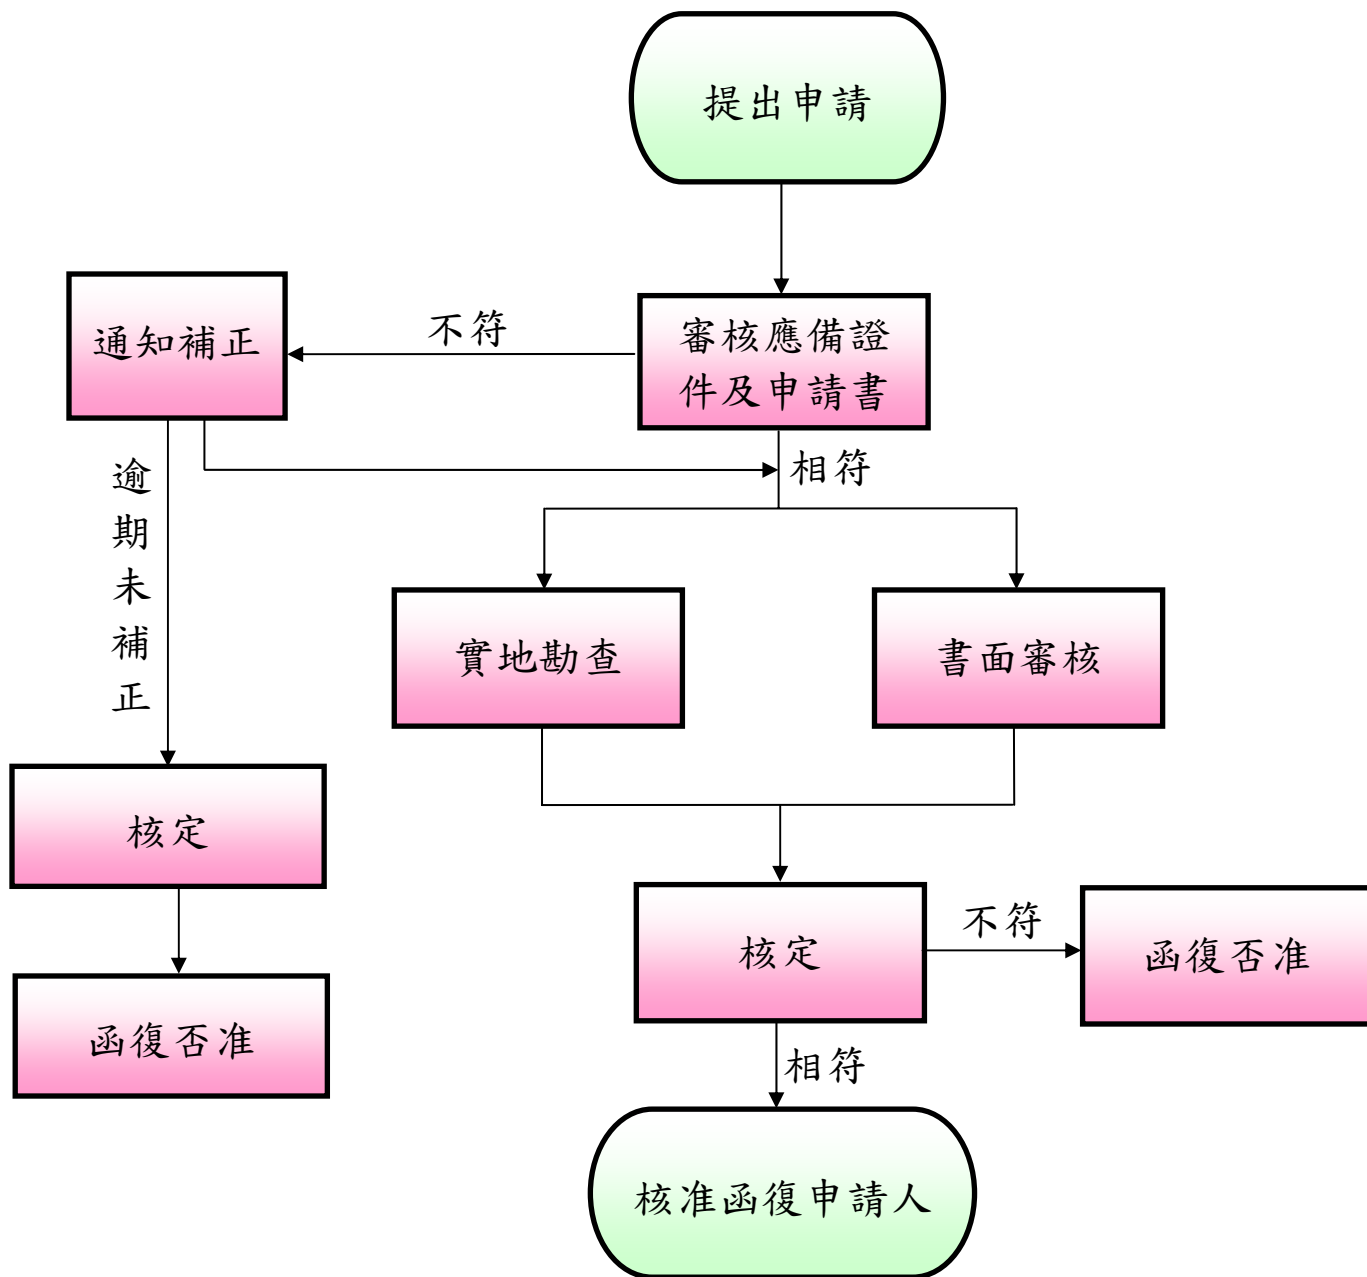 提出申請
不符
通知補正
審核應備證
件及申請書
相符
逾期未補正
實地勘查
書面審核
核定
核定
不符
函復否准
函復否准
相符
核准函復申請人